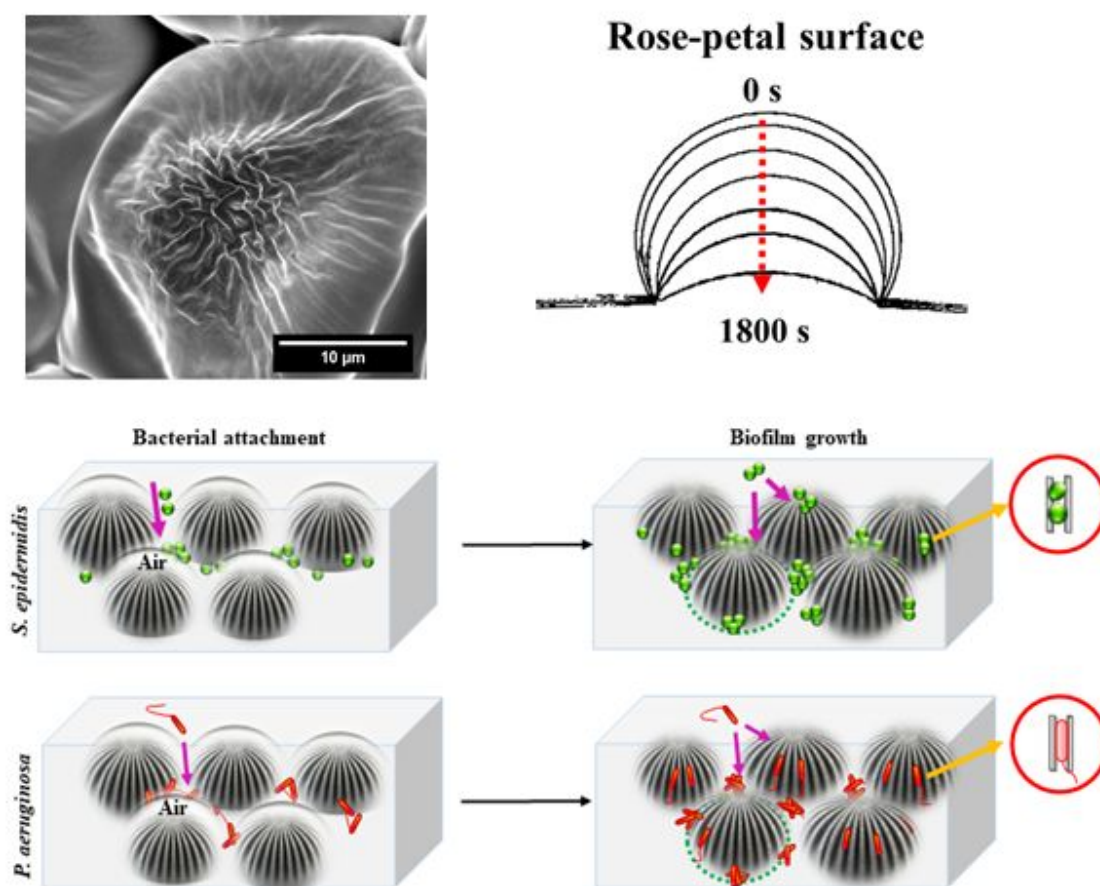 Rose-petal surface
0 s
10 µm
1800 s
Bacterial attachment
Biofilm growth
S. epidermidis
Air
P. aeruginosa
Air